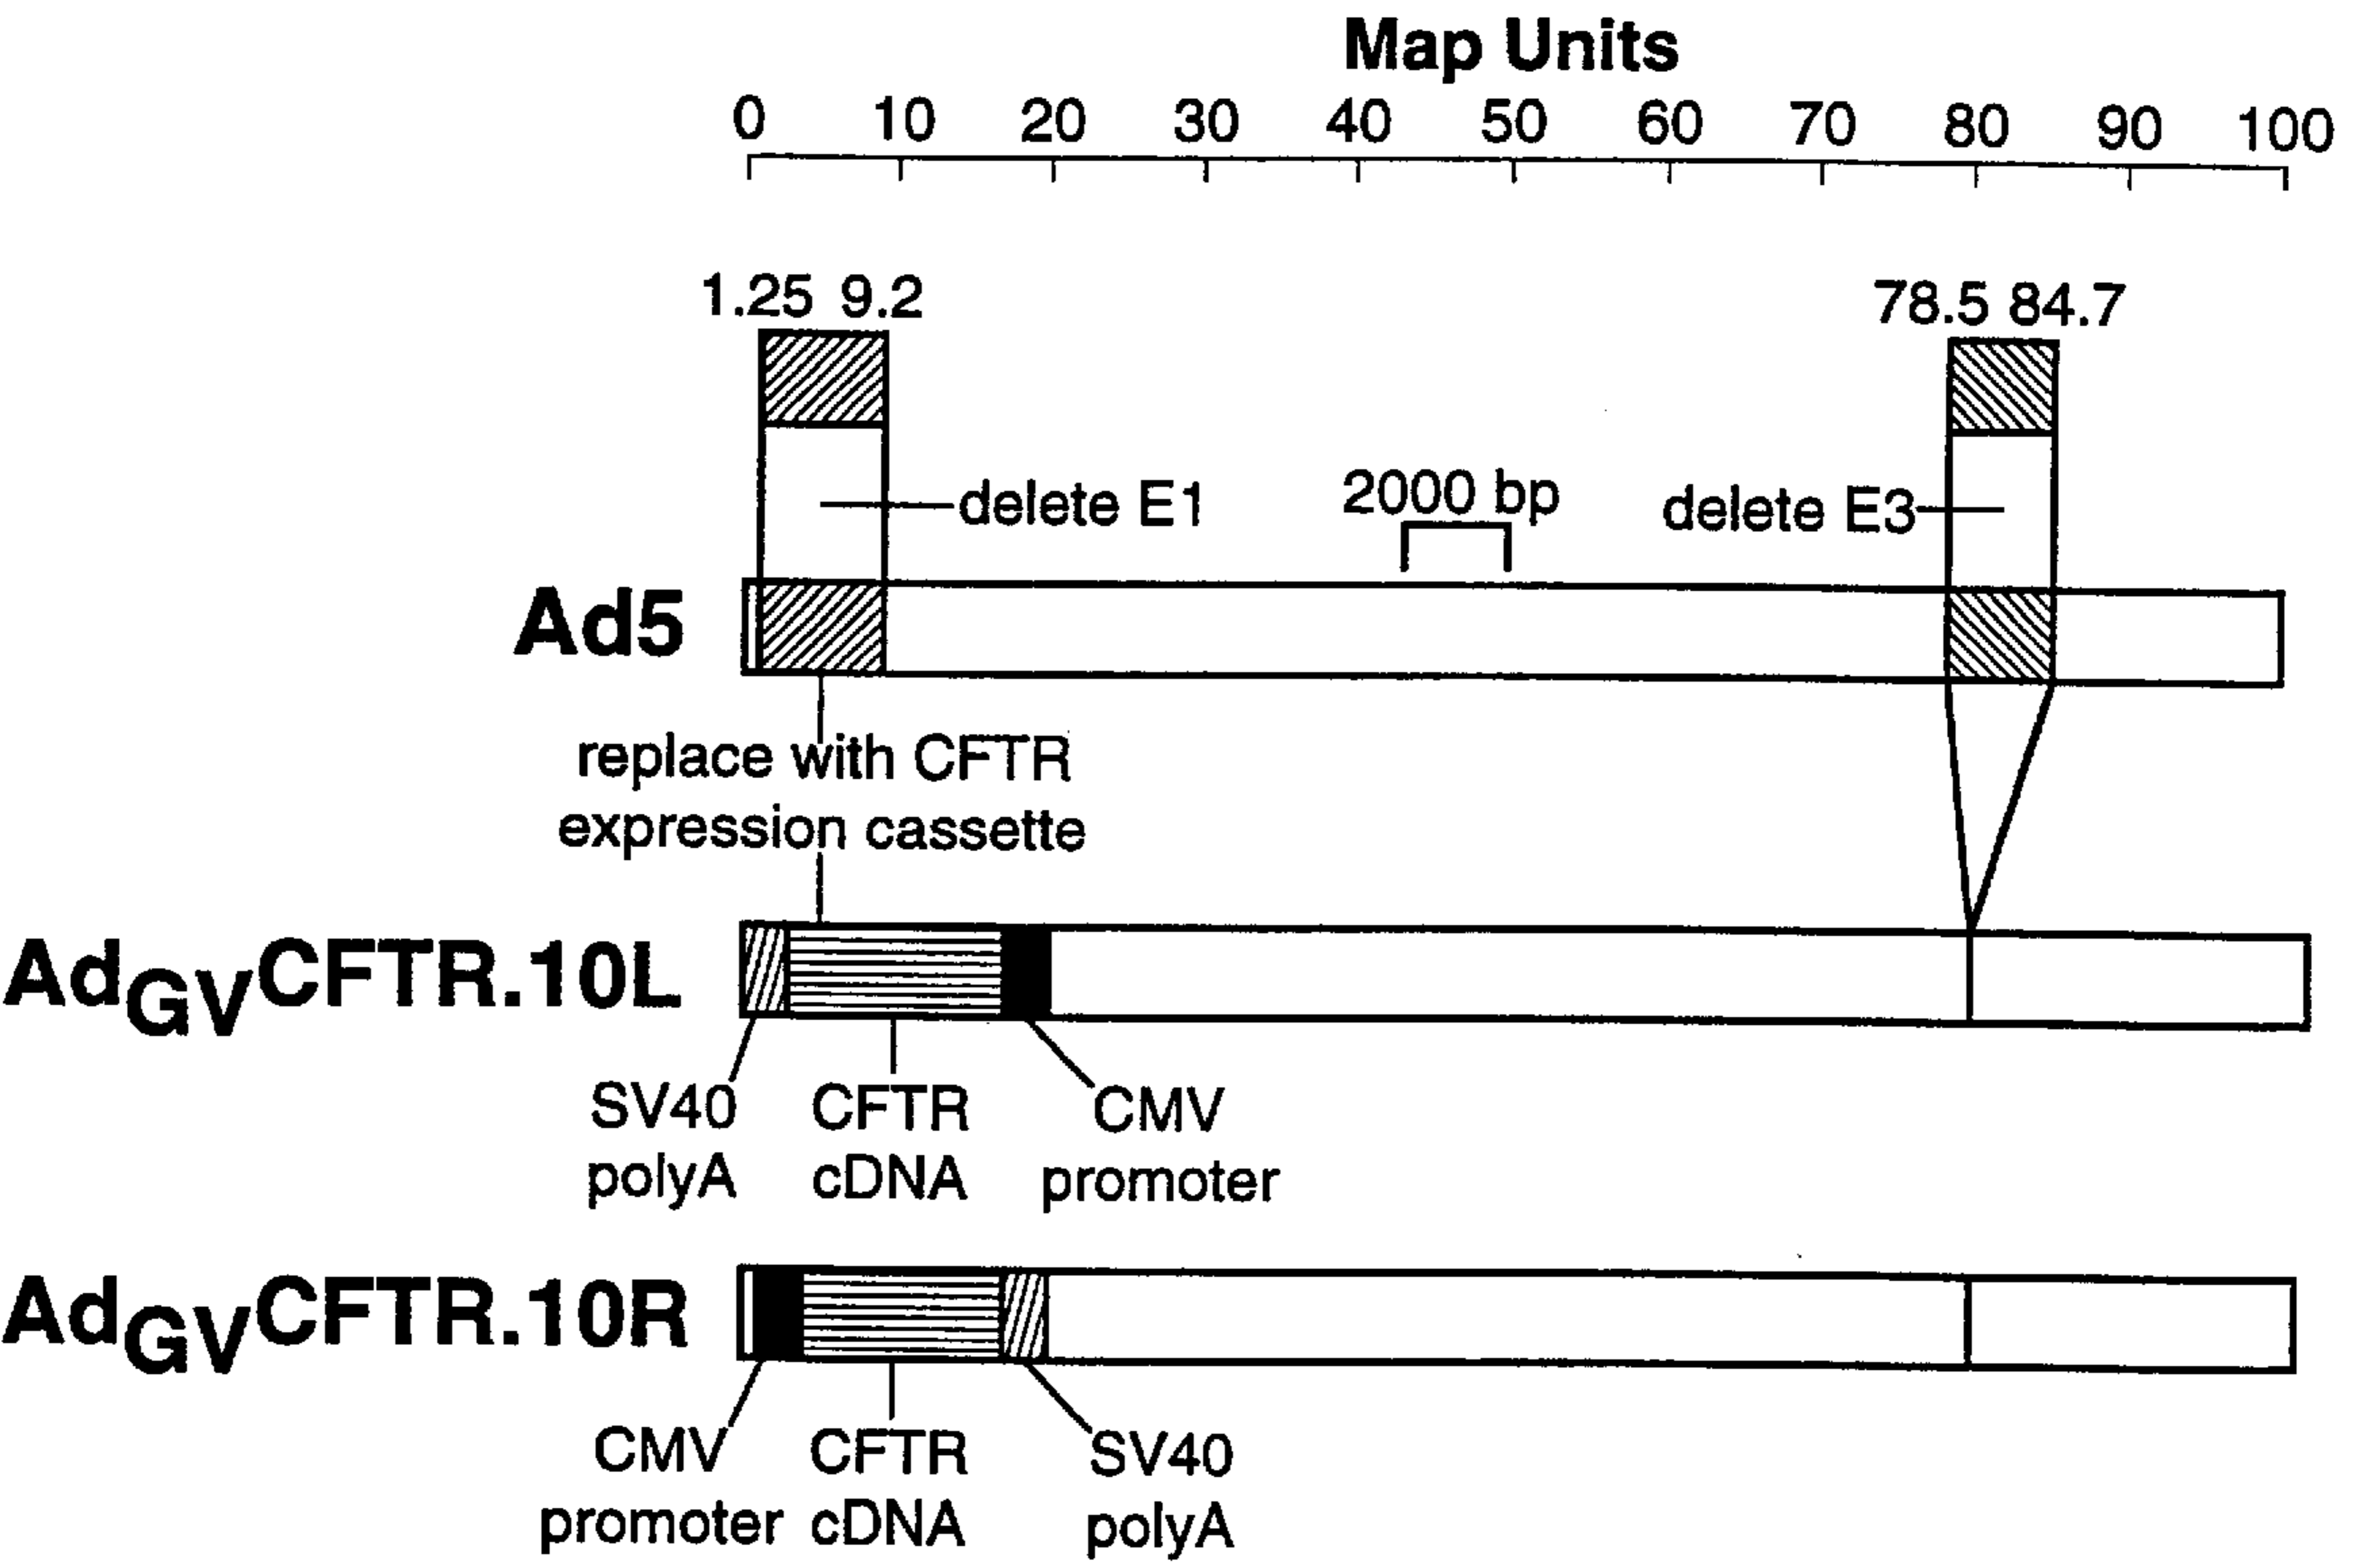 Map Units
0 10 20 30 40 50 60 70 80 90 100
1.25 9.2 78.5 84.7
delete E1 2000 bp delete E3
Ad5
replace with CFTR
expression cassette
AdGVCFTR.10L
SV40 CFTR CMV
polyA cDNA promoter
AdGVCFTR.10R
CMV CFTR SV40
promoter cDNA polyA